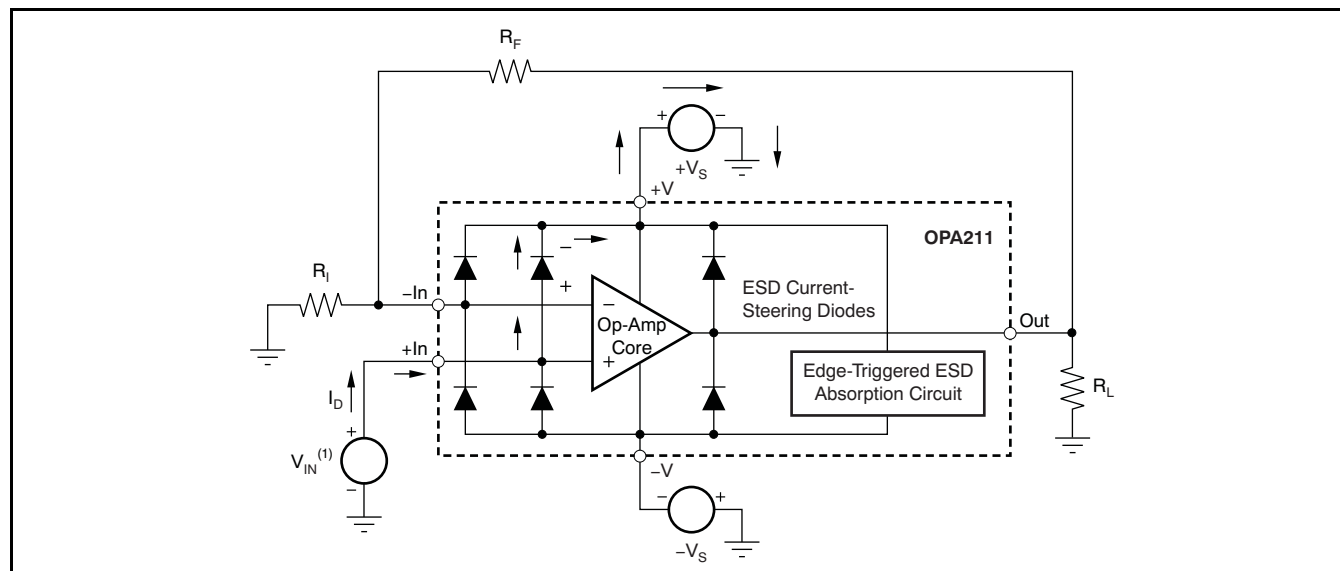 R_F
+ −
+V_S
+V
OPA211
−
+
R_I
−In
−
ESD Current-
Steering Diodes
Op-Amp
Core
Out
+In
+
Edge-Triggered ESD
Absorption Circuit
I_D
R_L
+
V_IN^(1)
−
−V
− +
−V_S